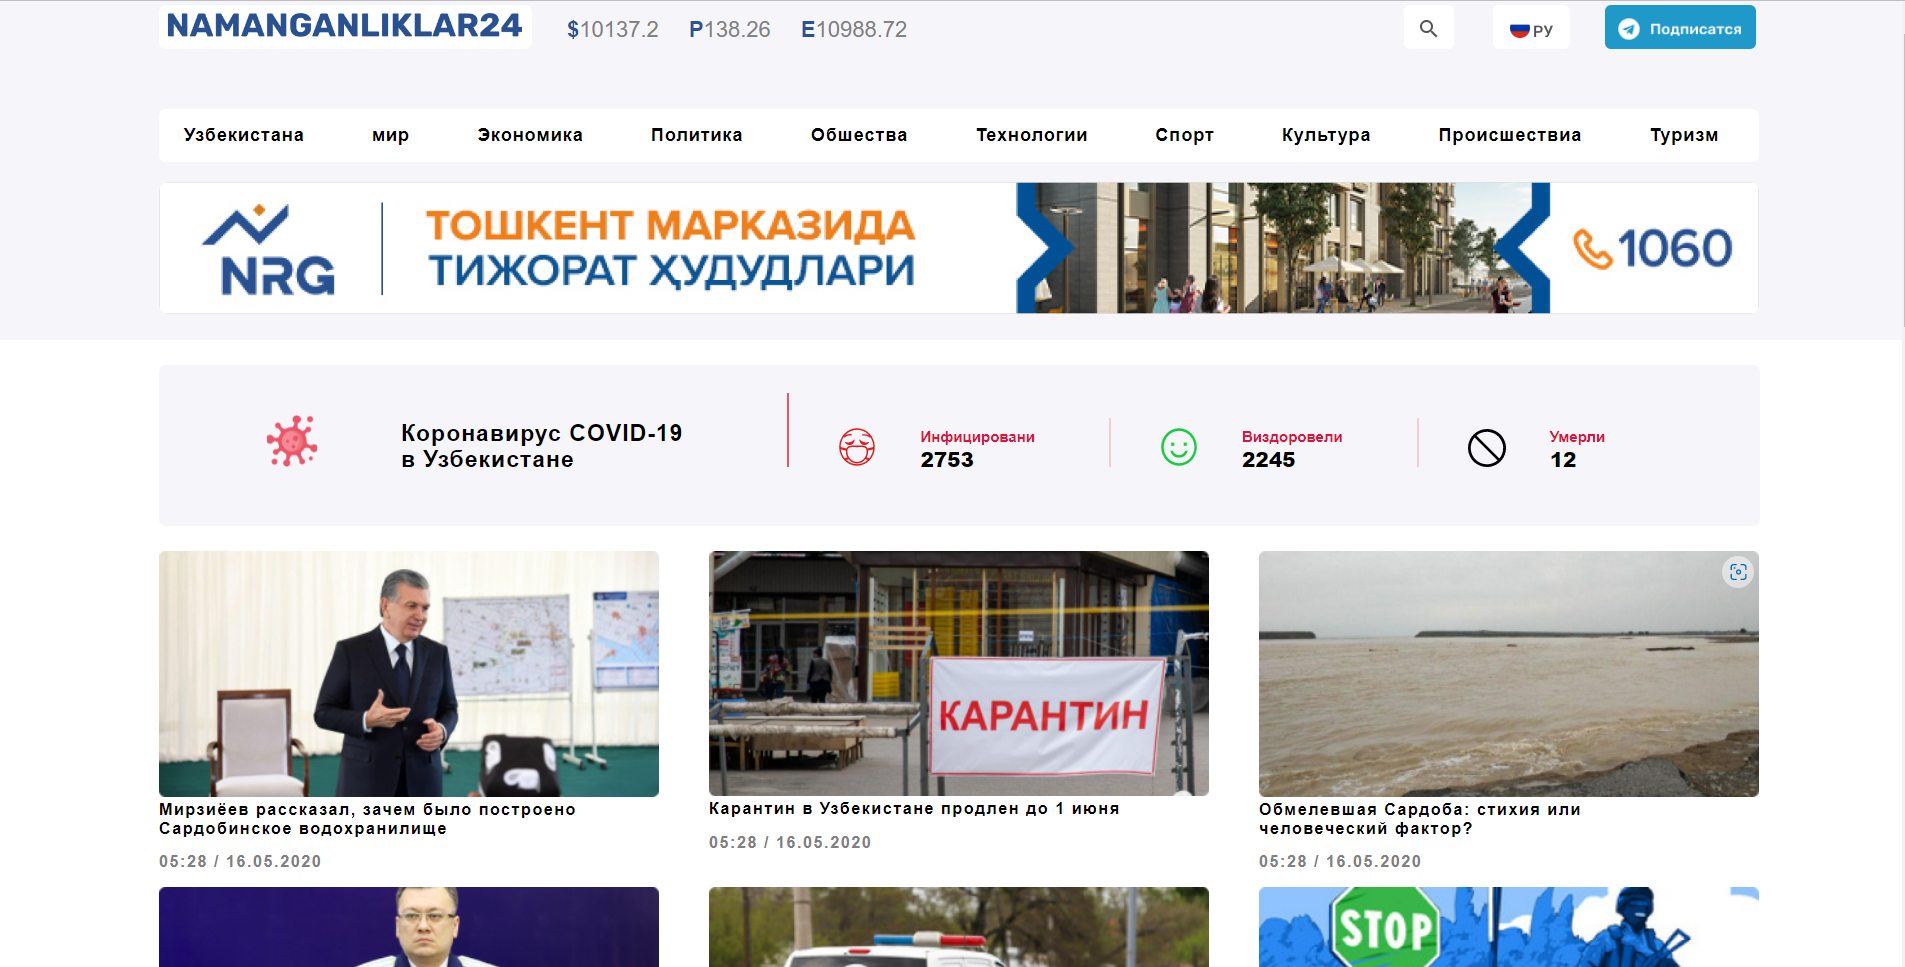 NAMANGANLIKLAR24
$10137.2 P138.26 E10988.72
РУ
Подписатся
Узбекистана мир Экономика Политика Обшества Технологии Спорт Культура Происшествиа Туризм
NRG
ТОШКЕНТ МАРКАЗИДА
ТИЖОРАТ ҲУДУДЛАРИ
1060
Коронавирус COVID-19
в Узбекистане
Инфицировани
2753
Виздоровели
2245
Умерли
12
КАРАНТИН
Мирзиёев рассказал, зачем было построено
Сардобинское водохранилище
05:28 / 16.05.2020
Карантин в Узбекистане продлен до 1 июня
05:28 / 16.05.2020
Обмелевшая Сардоба: стихия или
человеческий фактор?
05:28 / 16.05.2020
STOP